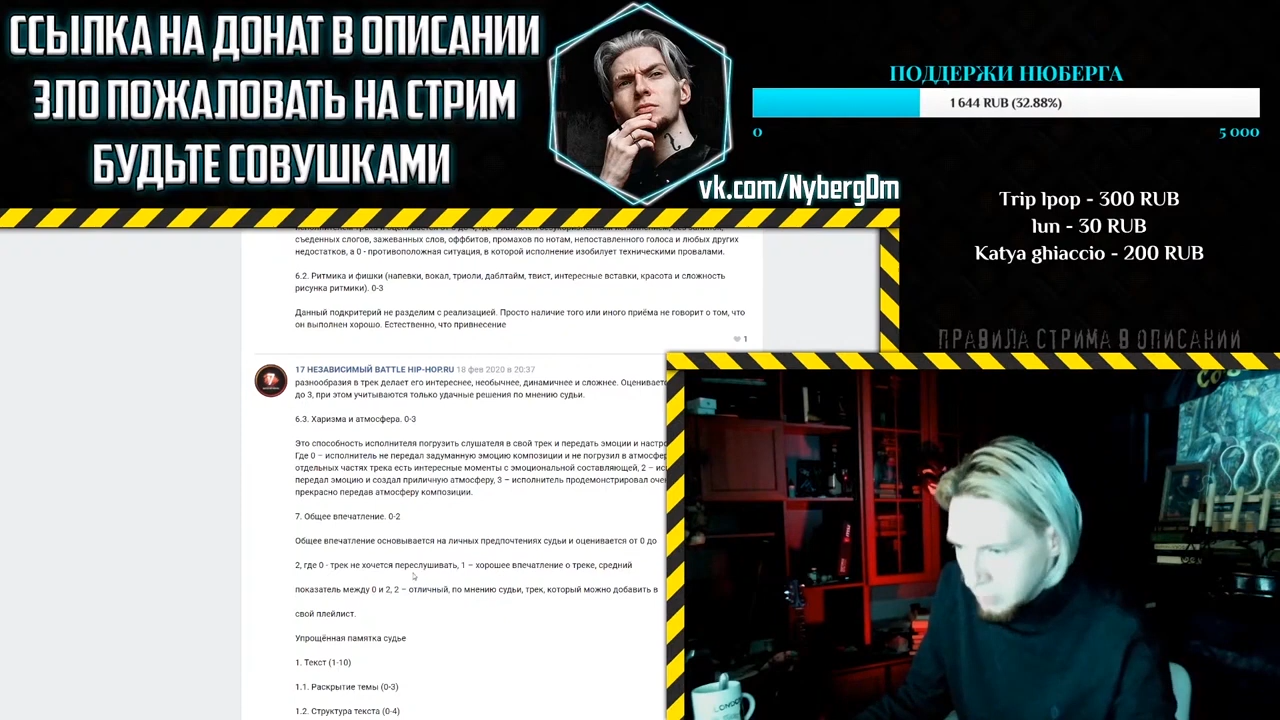 ССЫЛКА НА ДОНАТ В ОПИСАНИИ
ЗЛО ПОЖАЛОВАТЬ НА СТРИМ
БУДЬТЕ СОВУШКАМИ
vk.com/NybergDm
ПОДДЕРЖИ НЮБЕРГА
1 644 RUB (32.88%)
0
5 000
Trip lpop - 300 RUB
lun - 30 RUB
Katya ghiaccio - 200 RUB
ПРАВИЛА СТРИМА В ОПИСАНИИ
съеденных слогов, зажеванных слов, оффбитов, промахов по нотам, непоставленного голоса и любых других
недостатков, а 0 - противоположная ситуация, в которой исполнение изобилует техническими провалами.
6.2. Ритмика и фишки (напевки, вокал, триоли, даблтайм, твист, интересные вставки, красота и сложность
рисунка ритмики). 0-3
Данный подкритерий не разделим с реализацией. Просто наличие того или иного приёма не говорит о том, что
он выполнен хорошо. Естественно, что привнесение
1
17 НЕЗАВИСИМЫЙ BATTLE HIP-HOP.RU 18 фев 2020 в 20:37
разнообразия в трек делает его интереснее, необычнее, динамичнее и сложнее. Оценивает
до 3, при этом учитываются только удачные решения по мнению судьи.
6.3. Харизма и атмосфера. 0-3
Это способность исполнителя погрузить слушателя в свой трек и передать эмоции и настро
Где 0 – исполнитель не передал задуманную эмоцию композиции и не погрузил в атмосфер
отдельных частях трека есть интересные моменты с эмоциональной составляющей, 2 – ис
передал эмоцию и создал приличную атмосферу, 3 – исполнитель продемонстрировал очен
прекрасно передав атмосферу композиции.
7. Общее впечатление. 0-2
Общее впечатление основывается на личных предпочтениях судьи и оценивается от 0 до
2, где 0 - трек не хочется переслушивать, 1 – хорошее впечатление о треке, средний
показатель между 0 и 2, 2 – отличный, по мнению судьи, трек, который можно добавить в
свой плейлист.
Упрощённая памятка судье
1. Текст (1-10)
1.1. Раскрытие темы (0-3)
1.2. Структура текста (0-4)
LONDON